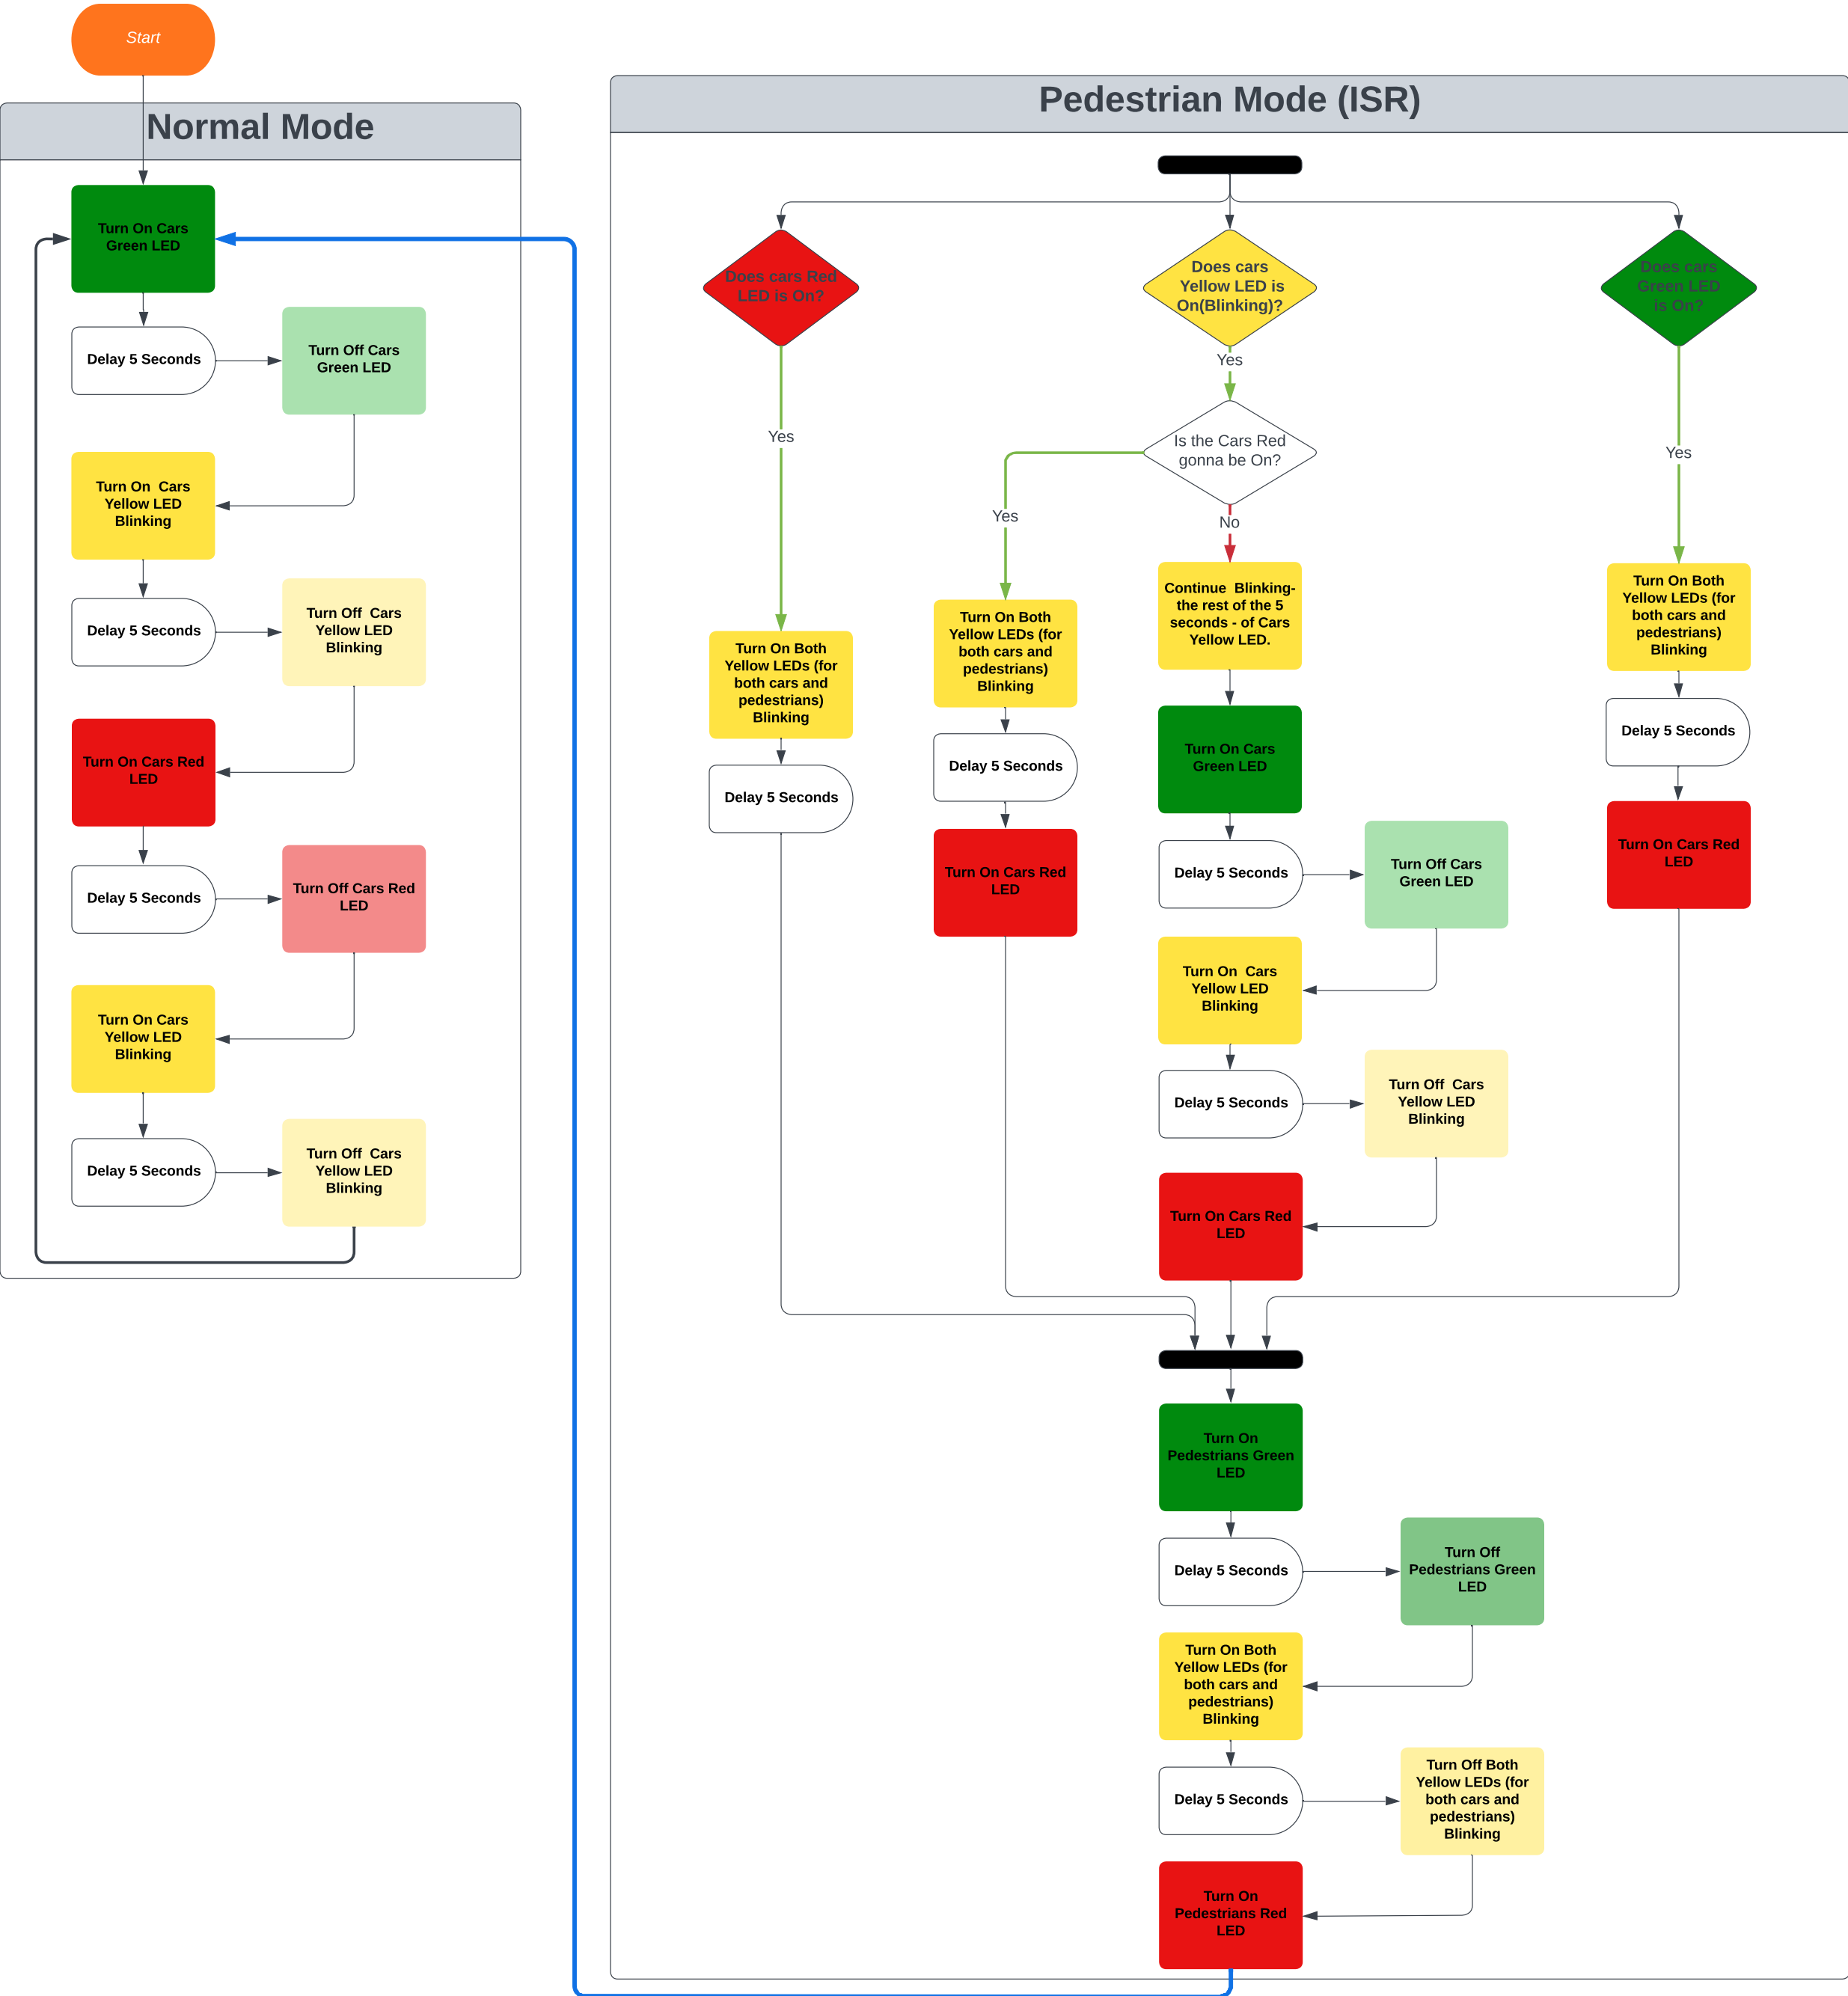 Start
Normal Mode
Turn On Cars
Green LED
Delay 5 Seconds
Turn Off Cars
Green LED
Turn On  Cars
Yellow LED
Blinking
Delay 5 Seconds
Turn Off  Cars
Yellow LED
Blinking
Turn On Cars Red
LED
Delay 5 Seconds
Turn Off Cars Red
LED
Turn On Cars
Yellow LED
Blinking
Delay 5 Seconds
Turn Off  Cars
Yellow LED
Blinking
Pedestrian Mode (ISR)
Does cars Red
LED is On?
Yes
Turn On Both
Yellow LEDs (for
both cars and
pedestrians)
Blinking
Delay 5 Seconds
Does cars
Yellow LED is
On(Blinking)?
Yes
Is the Cars Red
gonna be On?
Yes
Turn On Both
Yellow LEDs (for
both cars and
pedestrians)
Blinking
Delay 5 Seconds
Turn On Cars Red
LED
No
Continue  Blinking-
the rest of the 5
seconds - of Cars
Yellow LED.
Turn On Cars
Green LED
Delay 5 Seconds
Turn Off Cars
Green LED
Turn On  Cars
Yellow LED
Blinking
Delay 5 Seconds
Turn Off  Cars
Yellow LED
Blinking
Turn On Cars Red
LED
Does cars
Green LED
is On?
Yes
Turn On Both
Yellow LEDs (for
both cars and
pedestrians)
Blinking
Delay 5 Seconds
Turn On Cars Red
LED
Turn On
Pedestrians Green
LED
Delay 5 Seconds
Turn Off
Pedestrians Green
LED
Turn On Both
Yellow LEDs (for
both cars and
pedestrians)
Blinking
Delay 5 Seconds
Turn Off Both
Yellow LEDs (for
both cars and
pedestrians)
Blinking
Turn On
Pedestrians Red
LED